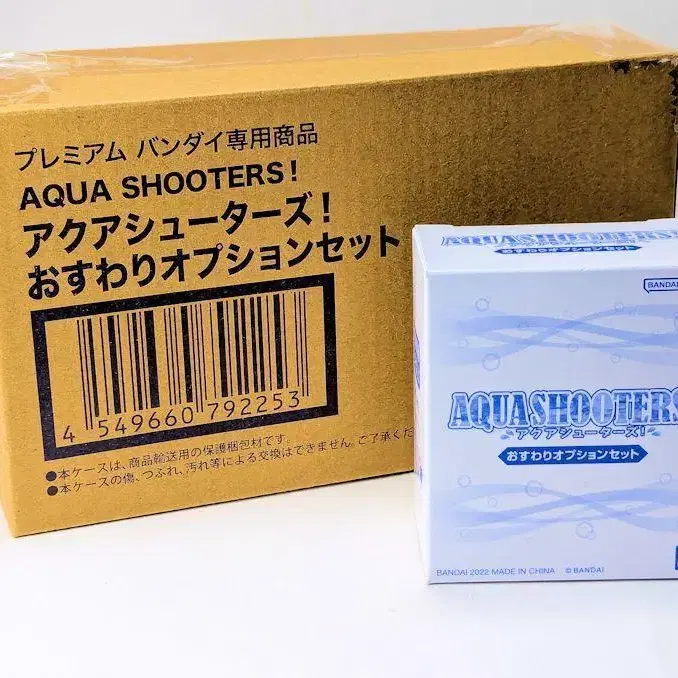 プレミアム バンダイ専用商品
AQUA SHOOTERS!
アクアシューターズ!
おすわりオプションセット
4 549660 792253
●本ケースは、商品輸送用の保護梱包材です。
●本ケースの傷、つぶれ、汚れ等による交換はできません。ご了承くだ
AQUA SHOOTERS!
おすわりオプションセット
BANDAI
AQUA SHOOTERS
アクアシューターズ!
おすわりオプションセット
BANDAI 2022 MADE IN CHINA © BANDAI